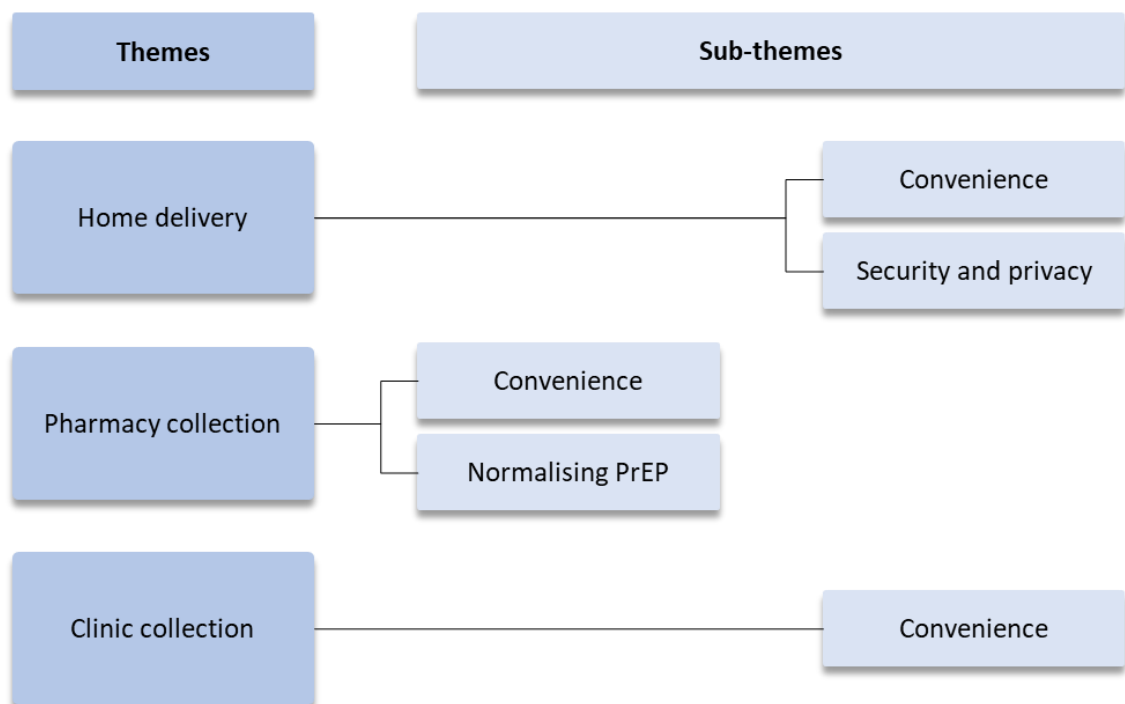 Themes
Sub-themes
Home delivery
Convenience
Security and privacy
Pharmacy collection
Convenience
Normalising PrEP
Clinic collection
Convenience